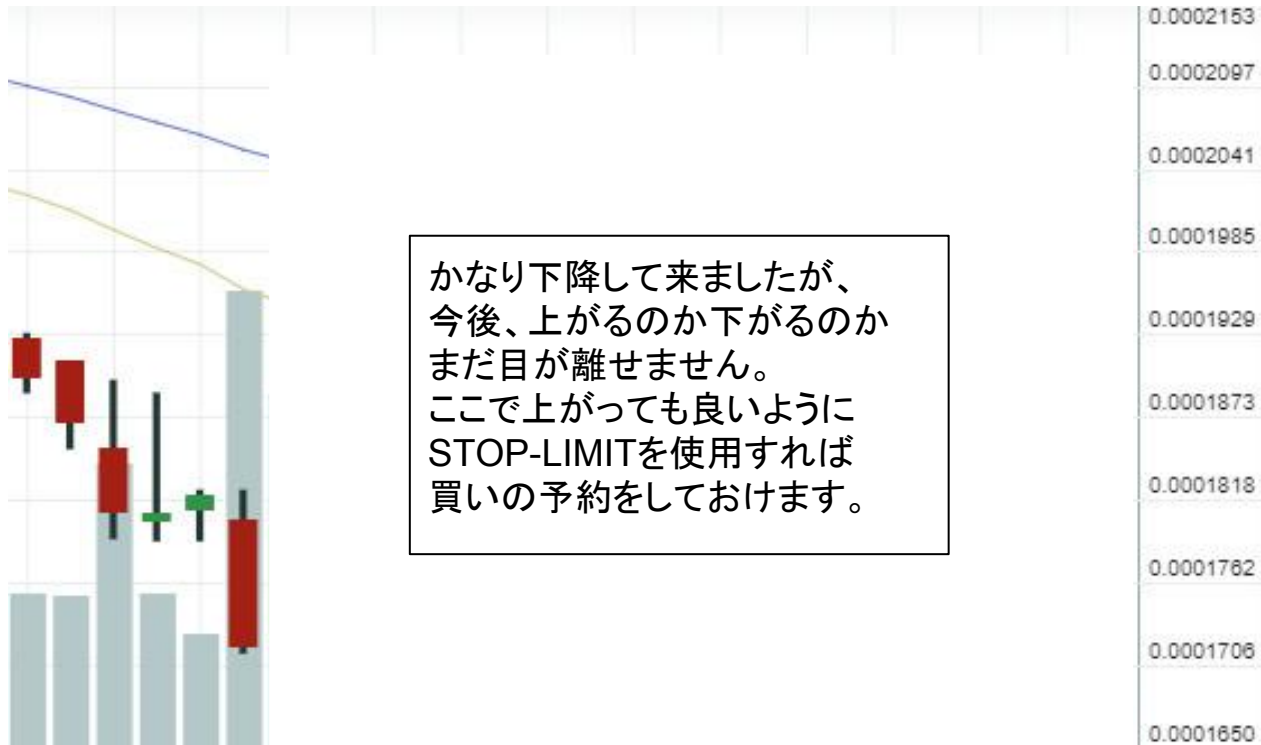 0.0002153
0.0002097
0.0002041
0.0001985
0.0001929
0.0001873
0.0001818
0.0001762
0.0001706
0.0001650
かなり下降して来ましたが、
今後、上がるのか下がるのか
まだ目が離せません。
ここで上がっても良いように
STOP-LIMITを使用すれば
買いの予約をしておけます。